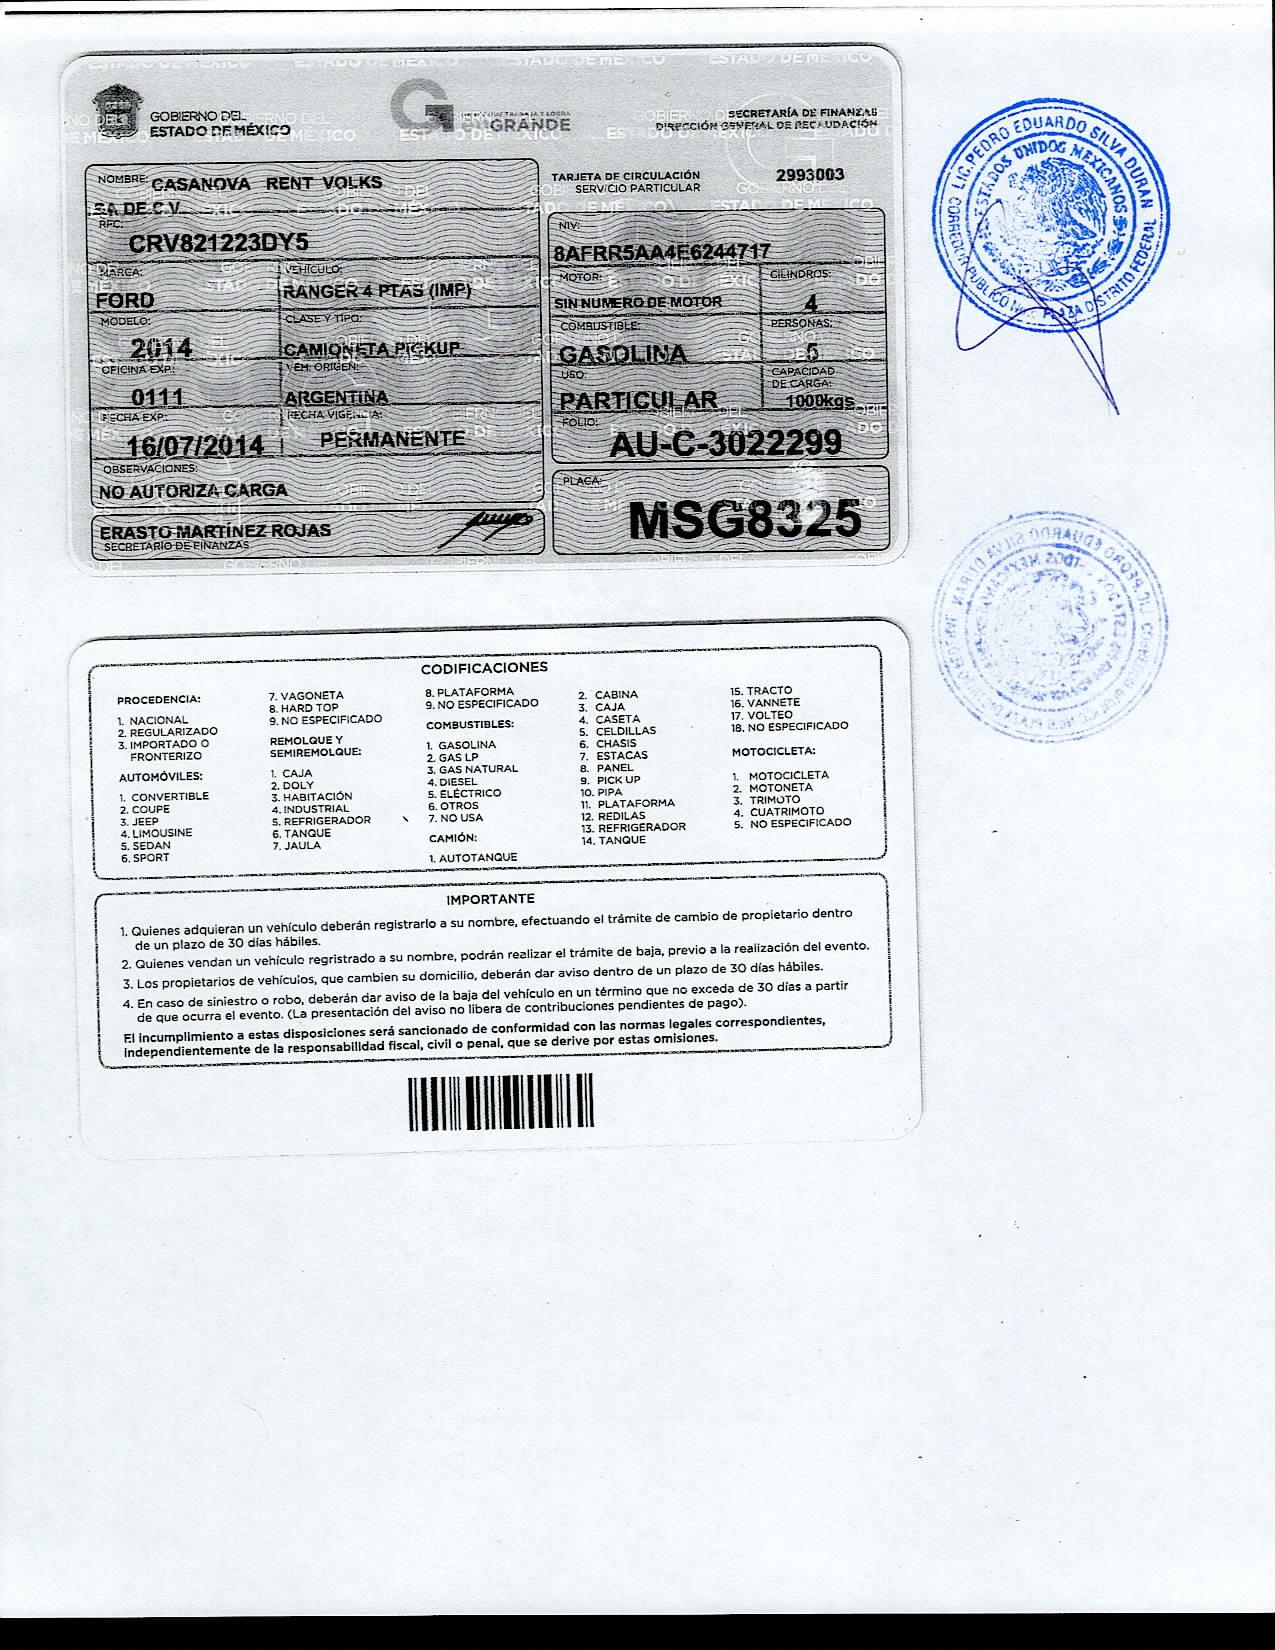 GOBIERNO DEL
ESTADO DE MÉXICO
GRANDE
SECRETARÍA DE FINANZAS
DIRECCIÓN GENERAL DE RECAUDACIÓN
TARJETA DE CIRCULACIÓN
SERVICIO PARTICULAR
2993003
NOMBRE: CASANOVA RENT VOLKS
SA DE C.V.
RFC:
CRV821223DY5
MARCA:
FORD
VEHÍCULO:
RANGER 4 PTAS (IMP)
MODELO:
2014
CLASE Y TIPO:
CAMIONETA PICKUP
OFICINA EXP.:
0111
VEH. ORIGEN:
ARGENTINA
FECHA EXP.:
16/07/2014
FECHA VIGENCIA:
PERMANENTE
OBSERVACIONES:
NO AUTORIZA CARGA
ERASTO MARTÍNEZ ROJAS
SECRETARIO DE FINANZAS
NIV:
8AFRR5AA4E6244717
MOTOR:
SIN NUMERO DE MOTOR
CILINDROS:
4
COMBUSTIBLE:
GASOLINA
PERSONAS:
5
USO:
PARTICULAR
CAPACIDAD
DE CARGA:
1000kgs
FOLIO:
AU-C-3022299
PLACA:
MSG8325
LIC. PEDRO EDUARDO SILVA DURAN
ESTADOS UNIDOS MEXICANOS
CORREDOR PUBLICO PLAZA DISTRITO FEDERAL
CODIFICACIONES
PROCEDENCIA:
1. NACIONAL
2. REGULARIZADO
3. IMPORTADO O
FRONTERIZO
AUTOMÓVILES:
1. CONVERTIBLE
2. COUPE
3. JEEP
4. LIMOUSINE
5. SEDAN
6. SPORT
7. VAGONETA
8. HARD TOP
9. NO ESPECIFICADO
REMOLQUE Y
SEMIREMOLQUE:
1. CAJA
2. DOLY
3. HABITACIÓN
4. INDUSTRIAL
5. REFRIGERADOR
6. TANQUE
7. JAULA
8. PLATAFORMA
9. NO ESPECIFICADO
COMBUSTIBLES:
1. GASOLINA
2. GAS LP
3. GAS NATURAL
4. DIESEL
5. ELÉCTRICO
6. OTROS
7. NO USA
CAMIÓN:
1. AUTOTANQUE
2. CABINA
3. CAJA
4. CASETA
5. CELDILLAS
6. CHASIS
7. ESTACAS
8. PANEL
9. PICK UP
10. PIPA
11. PLATAFORMA
12. REDILAS
13. REFRIGERADOR
14. TANQUE
15. TRACTO
16. VANNETE
17. VOLTEO
18. NO ESPECIFICADO
MOTOCICLETA:
1. MOTOCICLETA
2. MOTONETA
3. TRIMOTO
4. CUATRIMOTO
5. NO ESPECIFICADO
IMPORTANTE
1. Quienes adquieran un vehículo deberán registrarlo a su nombre, efectuando el trámite de cambio de propietario dentro
de un plazo de 30 días hábiles.
2. Quienes vendan un vehículo regristrado a su nombre, podrán realizar el trámite de baja, previo a la realización del evento.
3. Los propietarios de vehículos, que cambien su domicilio, deberán dar aviso dentro de un plazo de 30 días hábiles.
4. En caso de siniestro o robo, deberán dar aviso de la baja del vehículo en un término que no exceda de 30 días a partir
de que ocurra el evento. (La presentación del aviso no libera de contribuciones pendientes de pago).
El incumplimiento a estas disposiciones será sancionado de conformidad con las normas legales correspondientes,
independientemente de la responsabilidad fiscal, civil o penal, que se derive por estas omisiones.